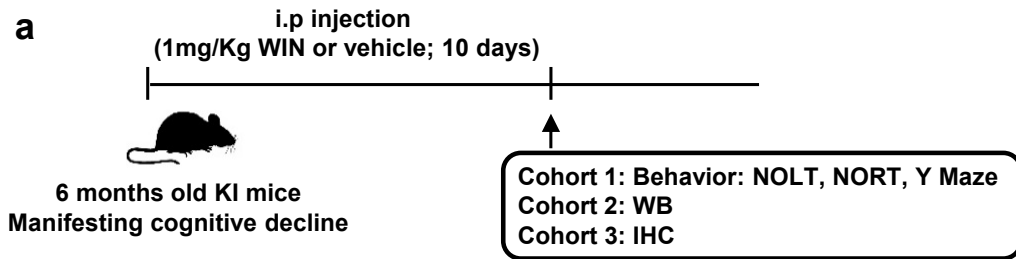 a
i.p injection
(1mg/Kg WIN or vehicle; 10 days)
6 months old KI mice
Manifesting cognitive decline
Cohort 1: Behavior: NOLT, NORT, Y Maze
Cohort 2: WB
Cohort 3: IHC